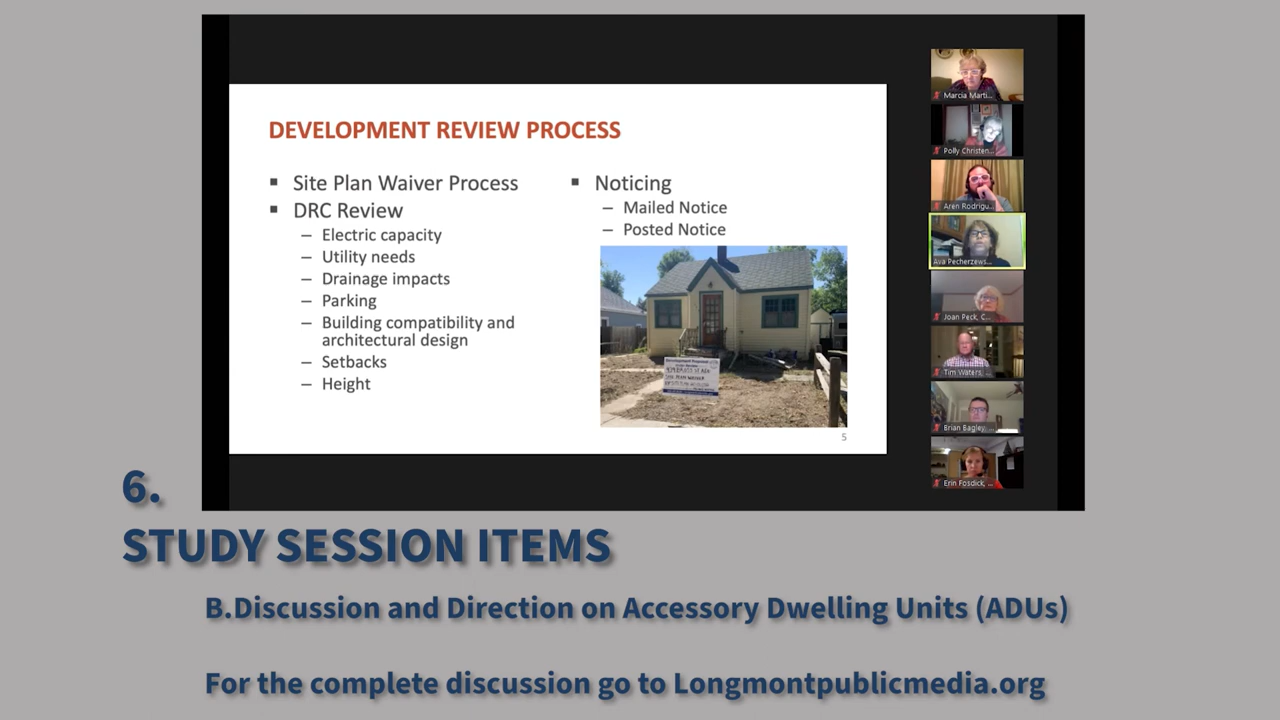 DEVELOPMENT REVIEW PROCESS
▪ Site Plan Waiver Process
▪ DRC Review
– Electric capacity
– Utility needs
– Drainage impacts
– Parking
– Building compatibility and
architectural design
– Setbacks
– Height
▪ Noticing
– Mailed Notice
– Posted Notice
5
Marcia Marti...
Polly Christen...
Aren Rodrigu...
Ava Pecherzews...
Joan Peck, C...
Tim Waters, ...
Brian Bagley, ...
Erin Fosdick, ...
6.
STUDY SESSION ITEMS
B.Discussion and Direction on Accessory Dwelling Units (ADUs)
For the complete discussion go to Longmontpublicmedia.org